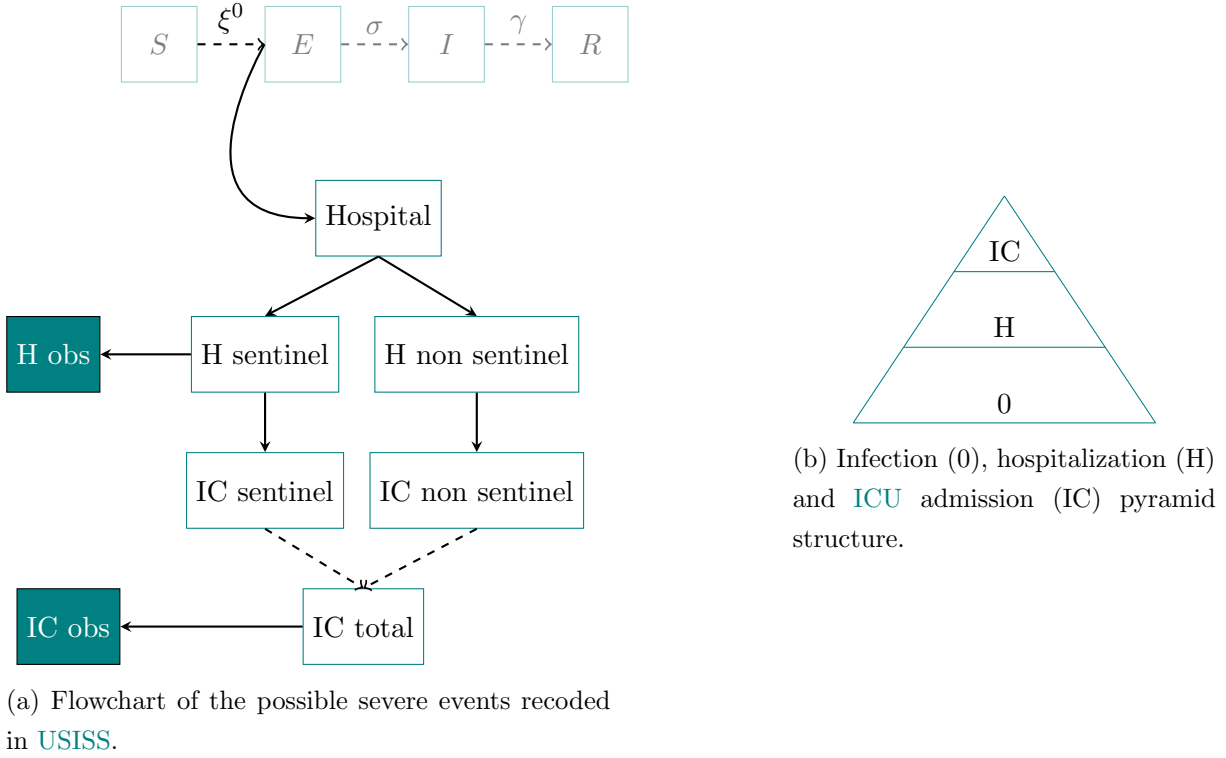 ξ⁰
S E σ I γ R
Hospital
H obs H sentinel H non sentinel
IC sentinel IC non sentinel
IC obs IC total
(a) Flowchart of the possible severe events recoded
in USISS.
IC
H
0
(b) Infection (0), hospitalization (H)
and ICU admission (IC) pyramid
structure.